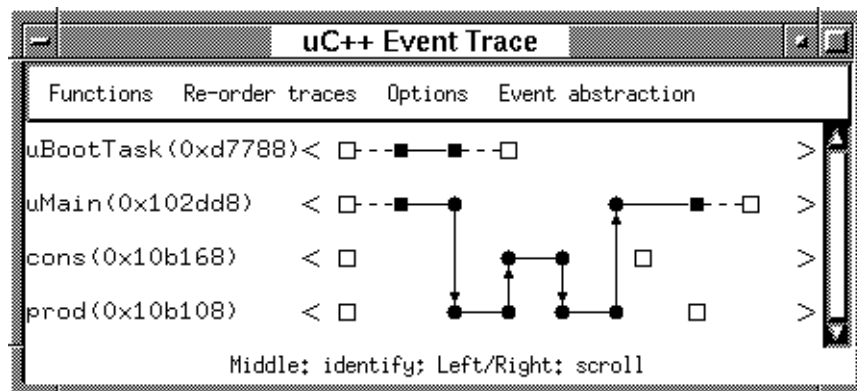 uC++ Event Trace
Functions Re-order traces Options Event abstraction
uBootTask(0xd7788)< >
uMain(0x102dd8) < >
cons(0x10b168) < >
prod(0x10b108) < >
Middle: identify; Left/Right: scroll